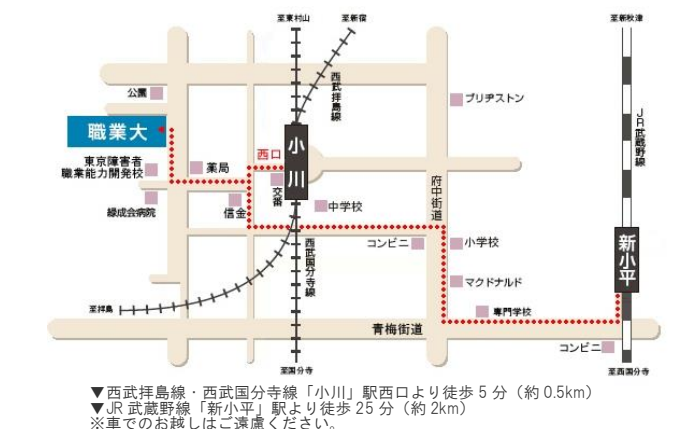 至東村山
至新宿
至新秋津
公園
西武拝島線
ブリヂストン
JR武蔵野線
職業大
小川
西口
東京障害者
職業能力開発校
薬局
交番
府中街道
緑成会病院
信金
中学校
西武国分寺線
コンビニ
小学校
新小平
マクドナルド
至拝島
専門学校
青梅街道
コンビニ
至国分寺
至西国分寺
▼西武拝島線・西武国分寺線「小川」駅西口より徒歩5分（約0.5km）
▼JR武蔵野線「新小平」駅より徒歩25分（約2km）
※車でのお越しはご遠慮ください。